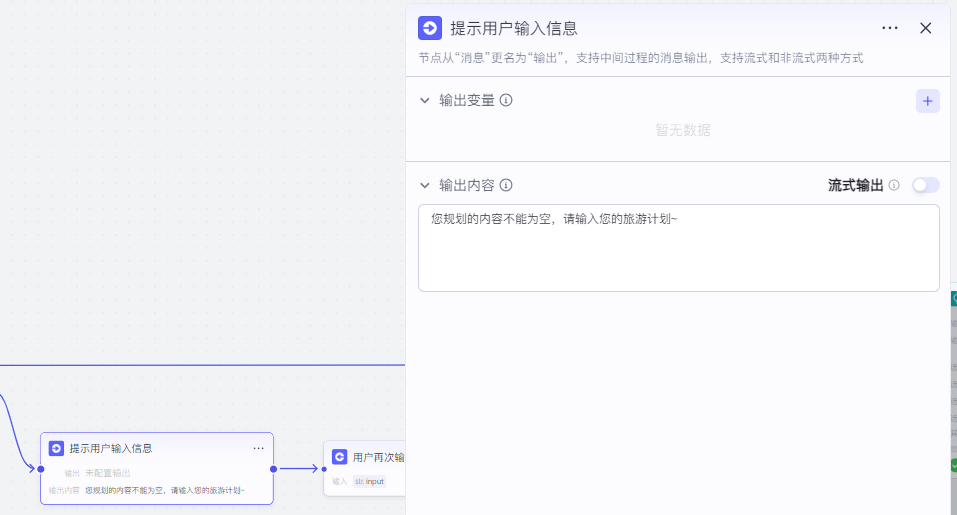 提示用户输入信息
节点从“消息”更名为“输出”，支持中间过程的消息输出，支持流式和非流式两种方式
输出变量
暂无数据
输出内容
流式输出
您规划的内容不能为空，请输入您的旅游计划~
提示用户输入信息
输出 未配置输出
输出内容 您规划的内容不能为空，请输入您的旅游计划~
用户再次输
输入 str. input